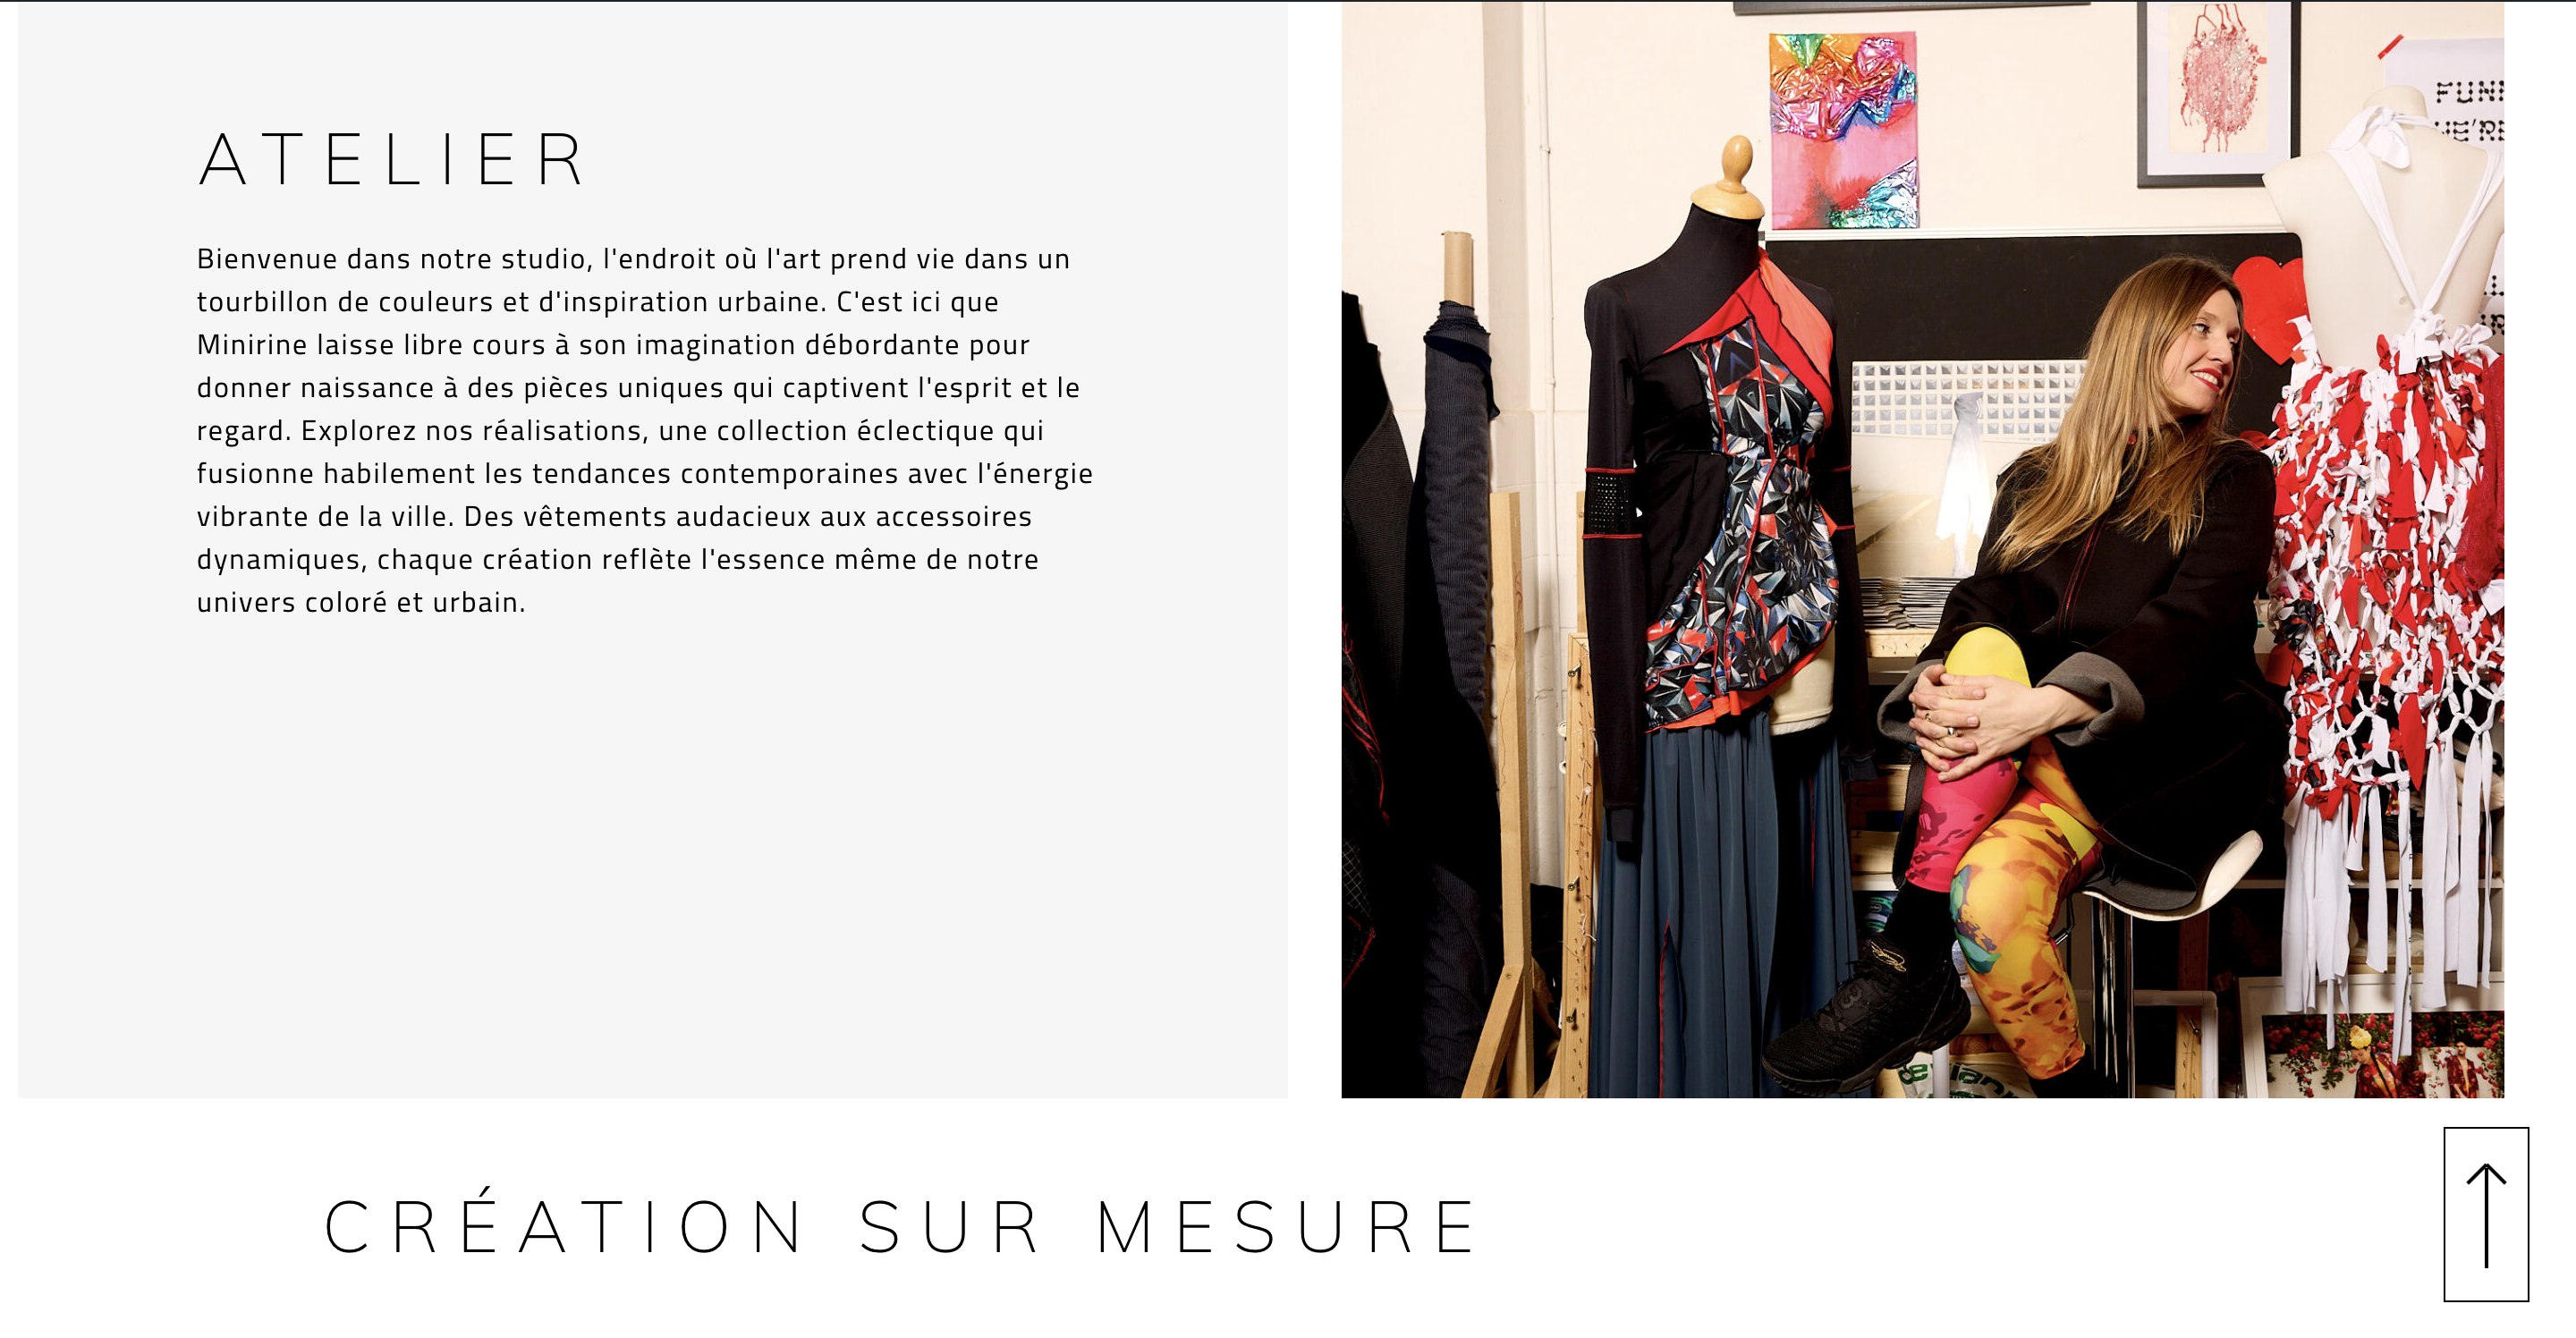 ATELIER
Bienvenue dans notre studio, l'endroit où l'art prend vie dans un
tourbillon de couleurs et d'inspiration urbaine. C'est ici que
Minirine laisse libre cours à son imagination débordante pour
donner naissance à des pièces uniques qui captivent l'esprit et le
regard. Explorez nos réalisations, une collection éclectique qui
fusionne habilement les tendances contemporaines avec l'énergie
vibrante de la ville. Des vêtements audacieux aux accessoires
dynamiques, chaque création reflète l'essence même de notre
univers coloré et urbain.
CRÉATION SUR MESURE